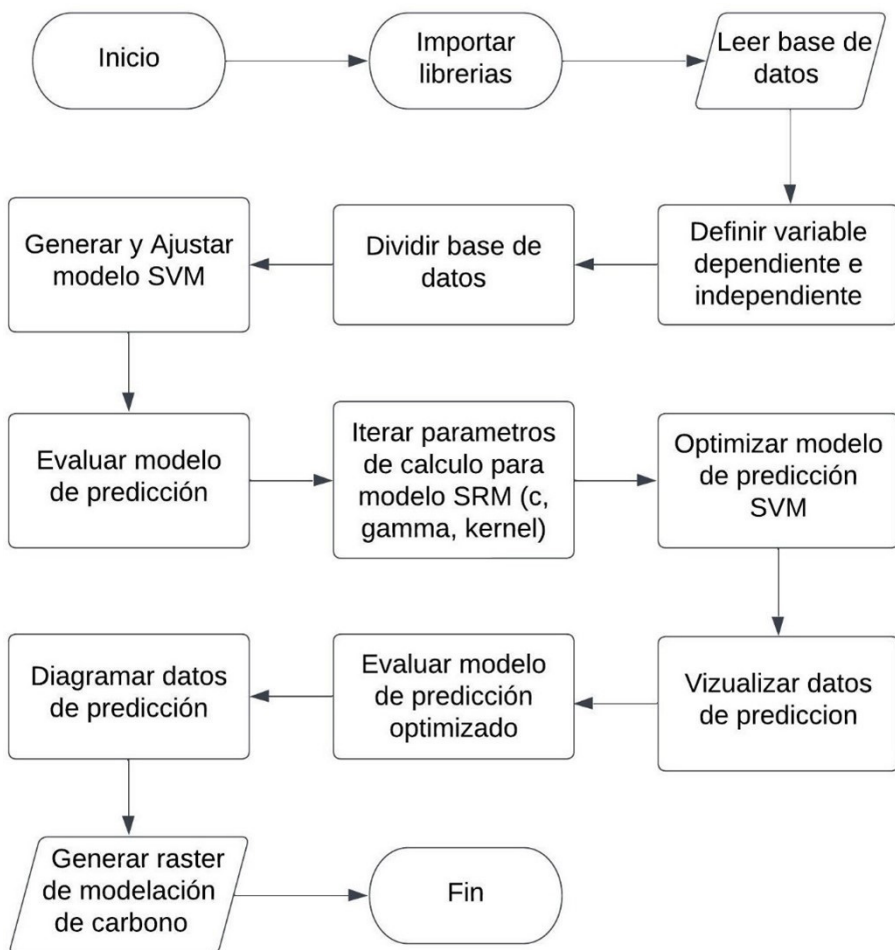 Inicio
Importar
librerias
Leer base de
datos
Definir variable
dependiente e
independiente
Dividir base de
datos
Generar y Ajustar
modelo SVM
Evaluar modelo
de predicción
Iterar parametros
de calculo para
modelo SRM (c,
gamma, kernel)
Optimizar modelo
de predicción
SVM
Vizualizar datos
de prediccion
Evaluar modelo
de predicción
optimizado
Diagramar datos
de predicción
Generar raster
de modelación
de carbono
Fin